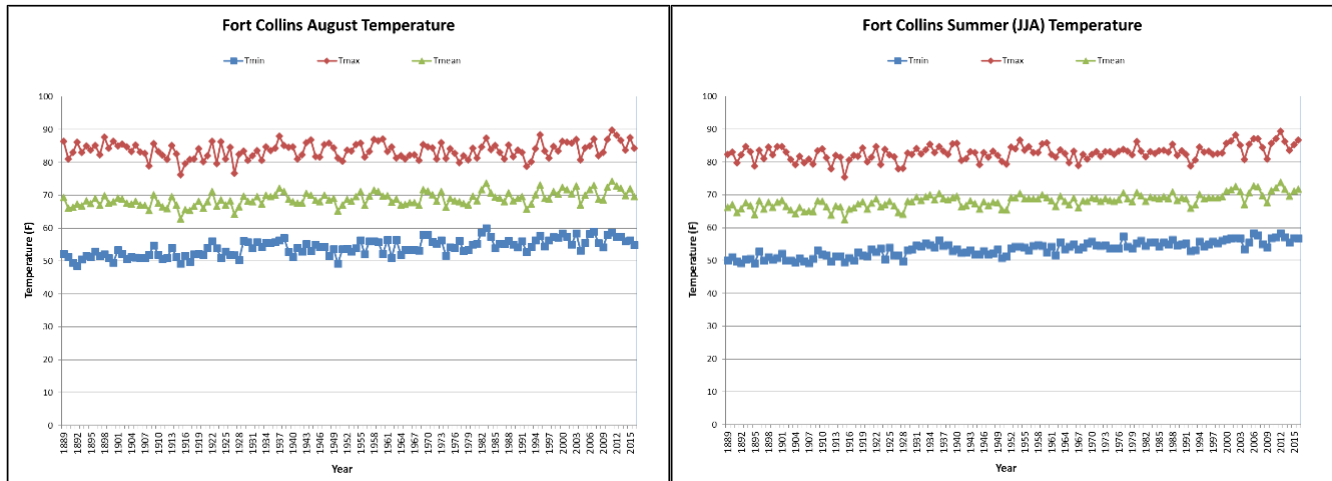 Fort Collins August Temperature
Tmin Tmax Tmean
100
90
80
70
60
50
40
30
20
10
0
Temperature (F)
1889 1892 1895 1898 1901 1904 1907 1910 1913 1916 1919 1922 1925 1928 1931 1934 1937 1940 1943 1946 1949 1952 1955 1958 1961 1964 1967 1970 1973 1976 1979 1982 1985 1988 1991 1994 1997 2000 2003 2006 2009 2012 2015
Year
Fort Collins Summer (JJA) Temperature
Tmin Tmax Tmean
100
90
80
70
60
50
40
30
20
10
0
Temperature (F)
1889 1892 1895 1898 1901 1904 1907 1910 1913 1916 1919 1922 1925 1928 1931 1934 1937 1940 1943 1946 1949 1952 1955 1958 1961 1964 1967 1970 1973 1976 1979 1982 1985 1988 1991 1994 1997 2000 2003 2006 2009 2012 2015
Year